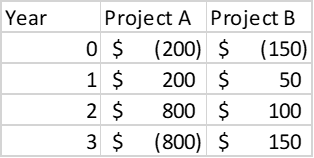 Year Project A Project B
0 $ (200) $ (150)
1 $ 200 $ 50
2 $ 800 $ 100
3 $ (800) $ 150